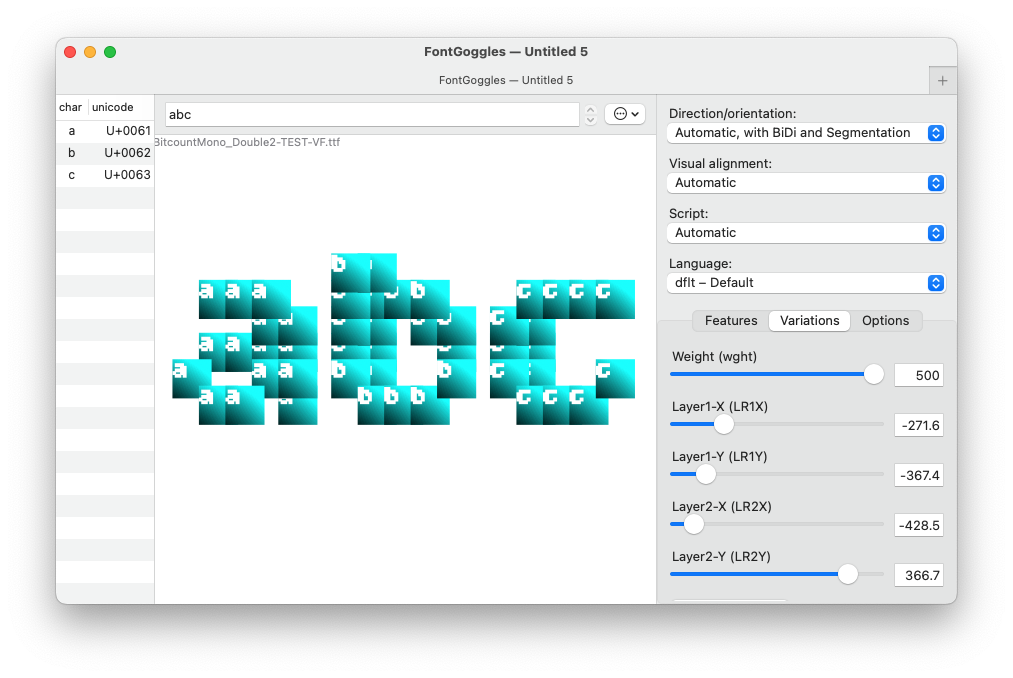 FontGoggles — Untitled 5
FontGoggles — Untitled 5
+
char unicode
a U+0061
b U+0062
c U+0063
abc
BitcountMono_Double2-TEST-VF.ttf
abc
Direction/orientation:
Automatic, with BiDi and Segmentation
Visual alignment:
Automatic
Script:
Automatic
Language:
dflt – Default
Features Variations Options
Weight (wght)
500
Layer1-X (LR1X)
-271.6
Layer1-Y (LR1Y)
-367.4
Layer2-X (LR2X)
-428.5
Layer2-Y (LR2Y)
366.7